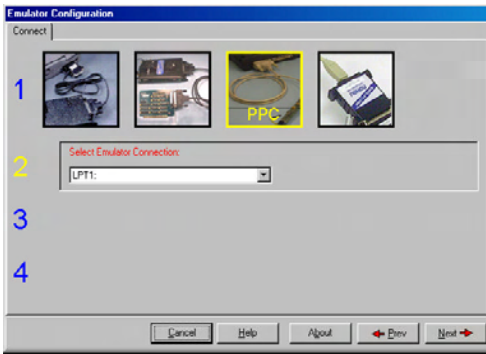 Emulator Configuration
Connect
1
PPC
2
Select Emulator Connection:
LPT1:
3
4
Cancel
Help
About
Prev
Next